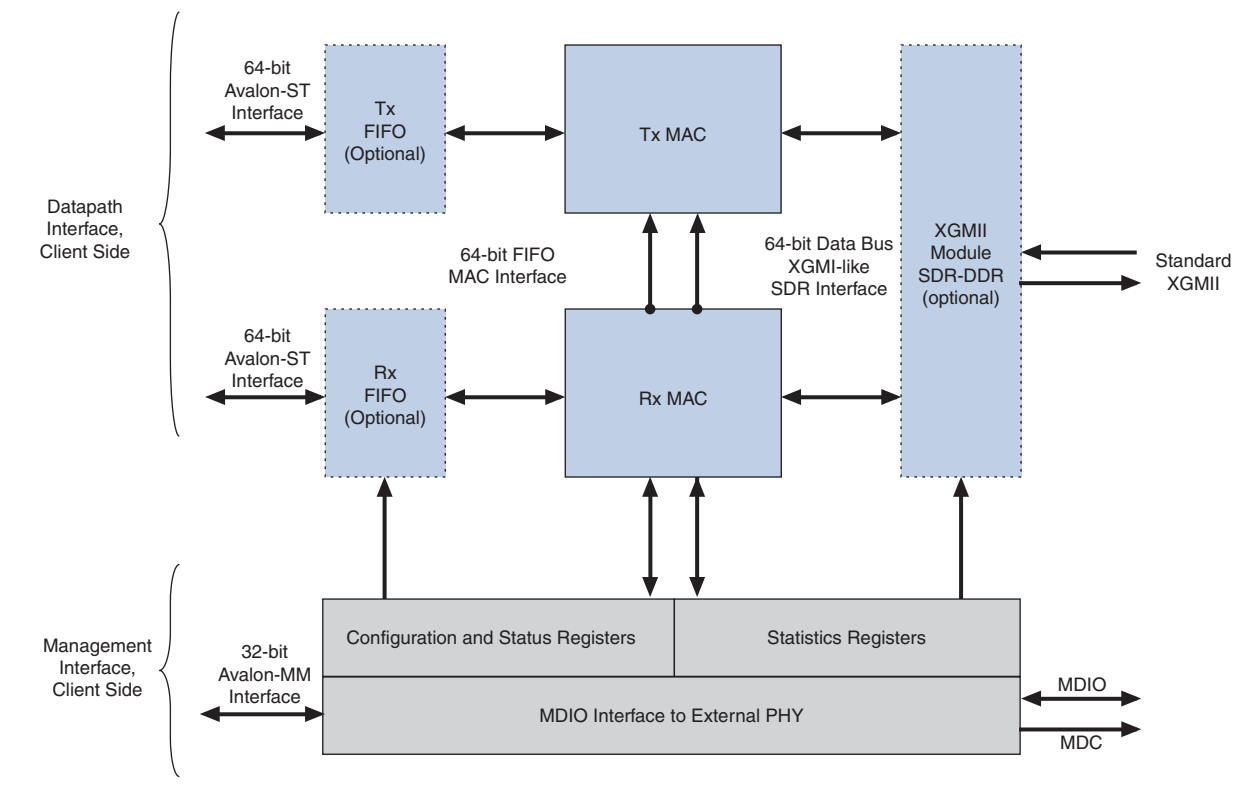 64-bit
Avalon-ST
Interface
Tx
FIFO
(Optional)
Tx MAC
Datapath
Interface,
Client Side
64-bit FIFO
MAC Interface
64-bit Data Bus
XGMI-like
SDR Interface
XGMII
Module
SDR-DDR
(optional)
Standard
XGMII
64-bit
Avalon-ST
Interface
Rx
FIFO
(Optional)
Rx MAC
Management
Interface,
Client Side
32-bit
Avalon-MM
Interface
Configuration and Status Registers
Statistics Registers
MDIO Interface to External PHY
MDIO
MDC